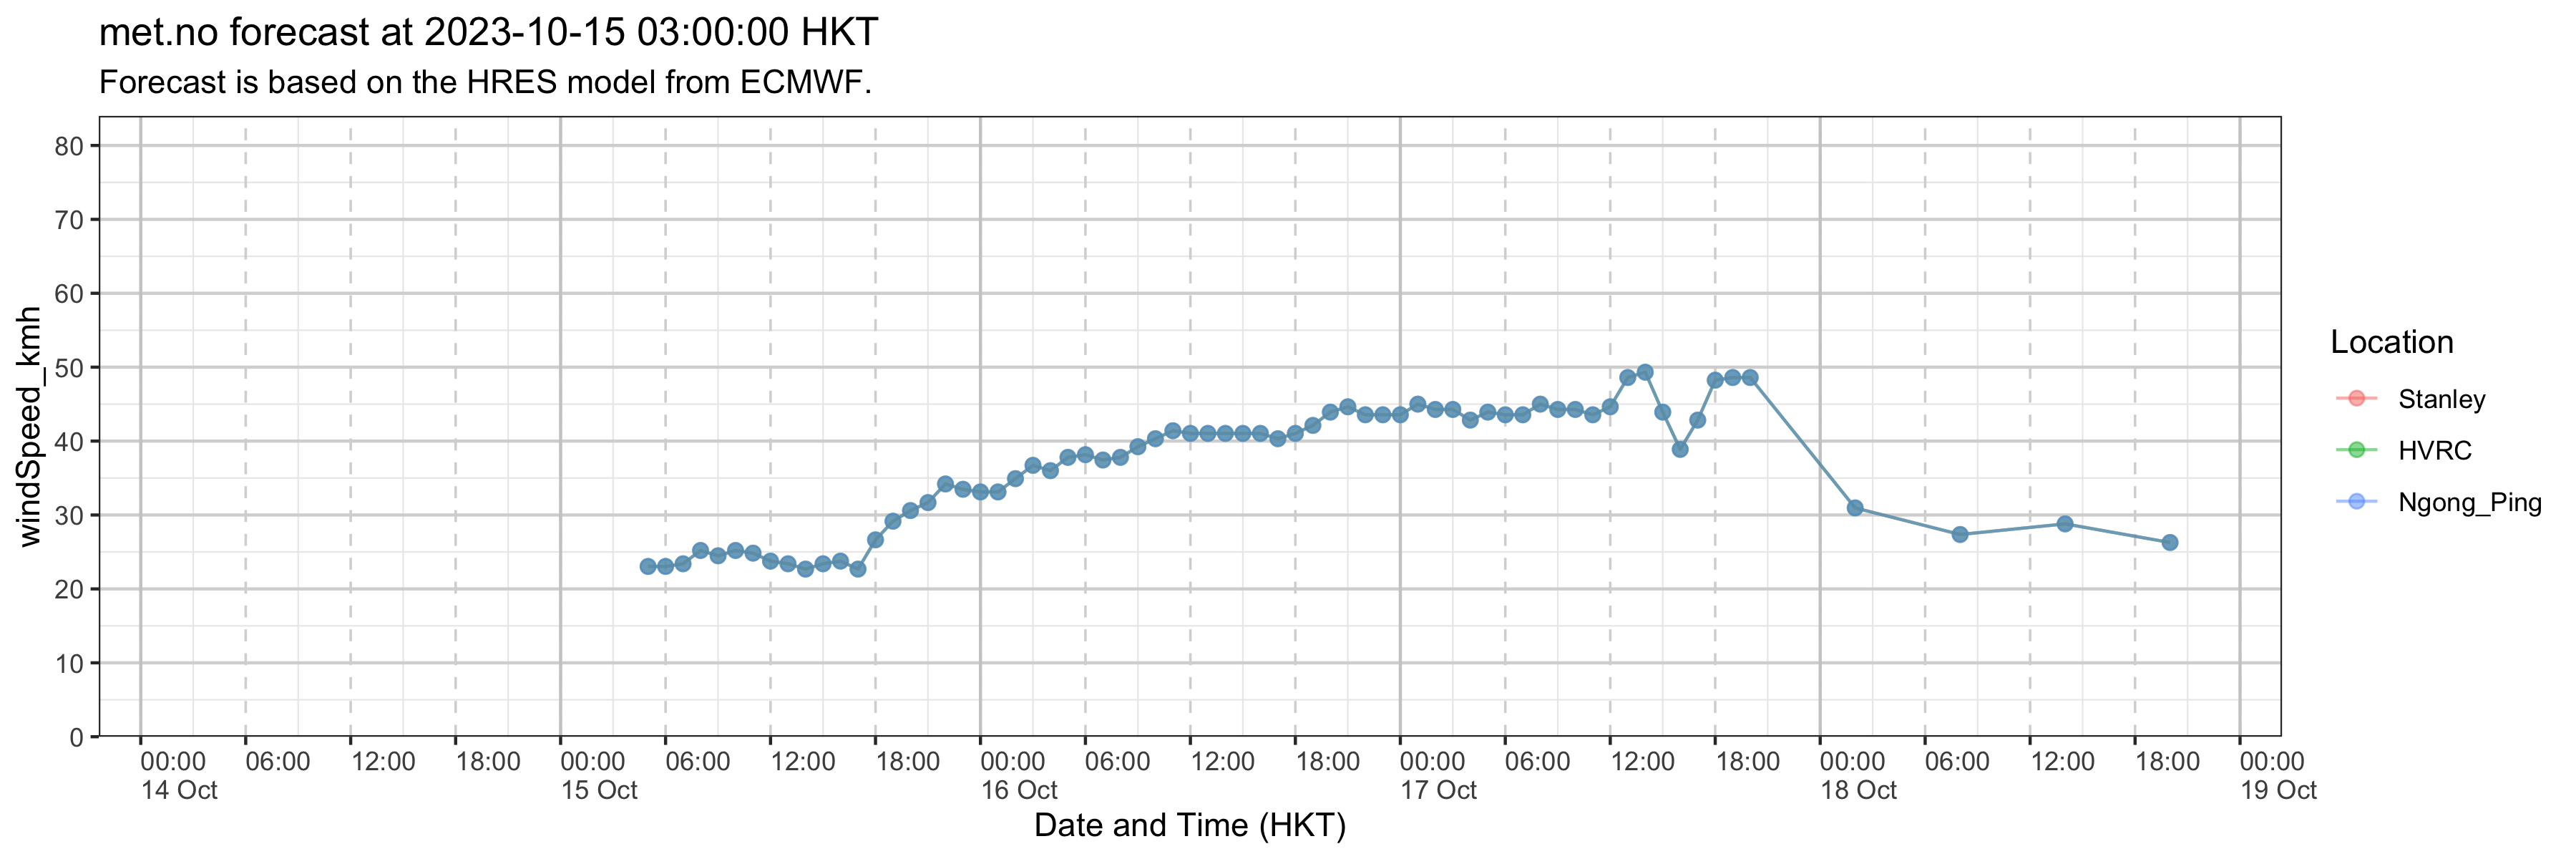 met.no forecast at 2023-10-15 03:00:00 HKT
Forecast is based on the HRES model from ECMWF.
windSpeed_kmh
80
70
60
50
40
30
20
10
0
00:00 06:00 12:00 18:00 00:00 06:00 12:00 18:00 00:00 06:00 12:00 18:00 00:00 06:00 12:00 18:00 00:00 06:00 12:00 18:00 00:00
14 Oct 15 Oct 16 Oct 17 Oct 18 Oct 19 Oct
Date and Time (HKT)
Location
Stanley
HVRC
Ngong_Ping